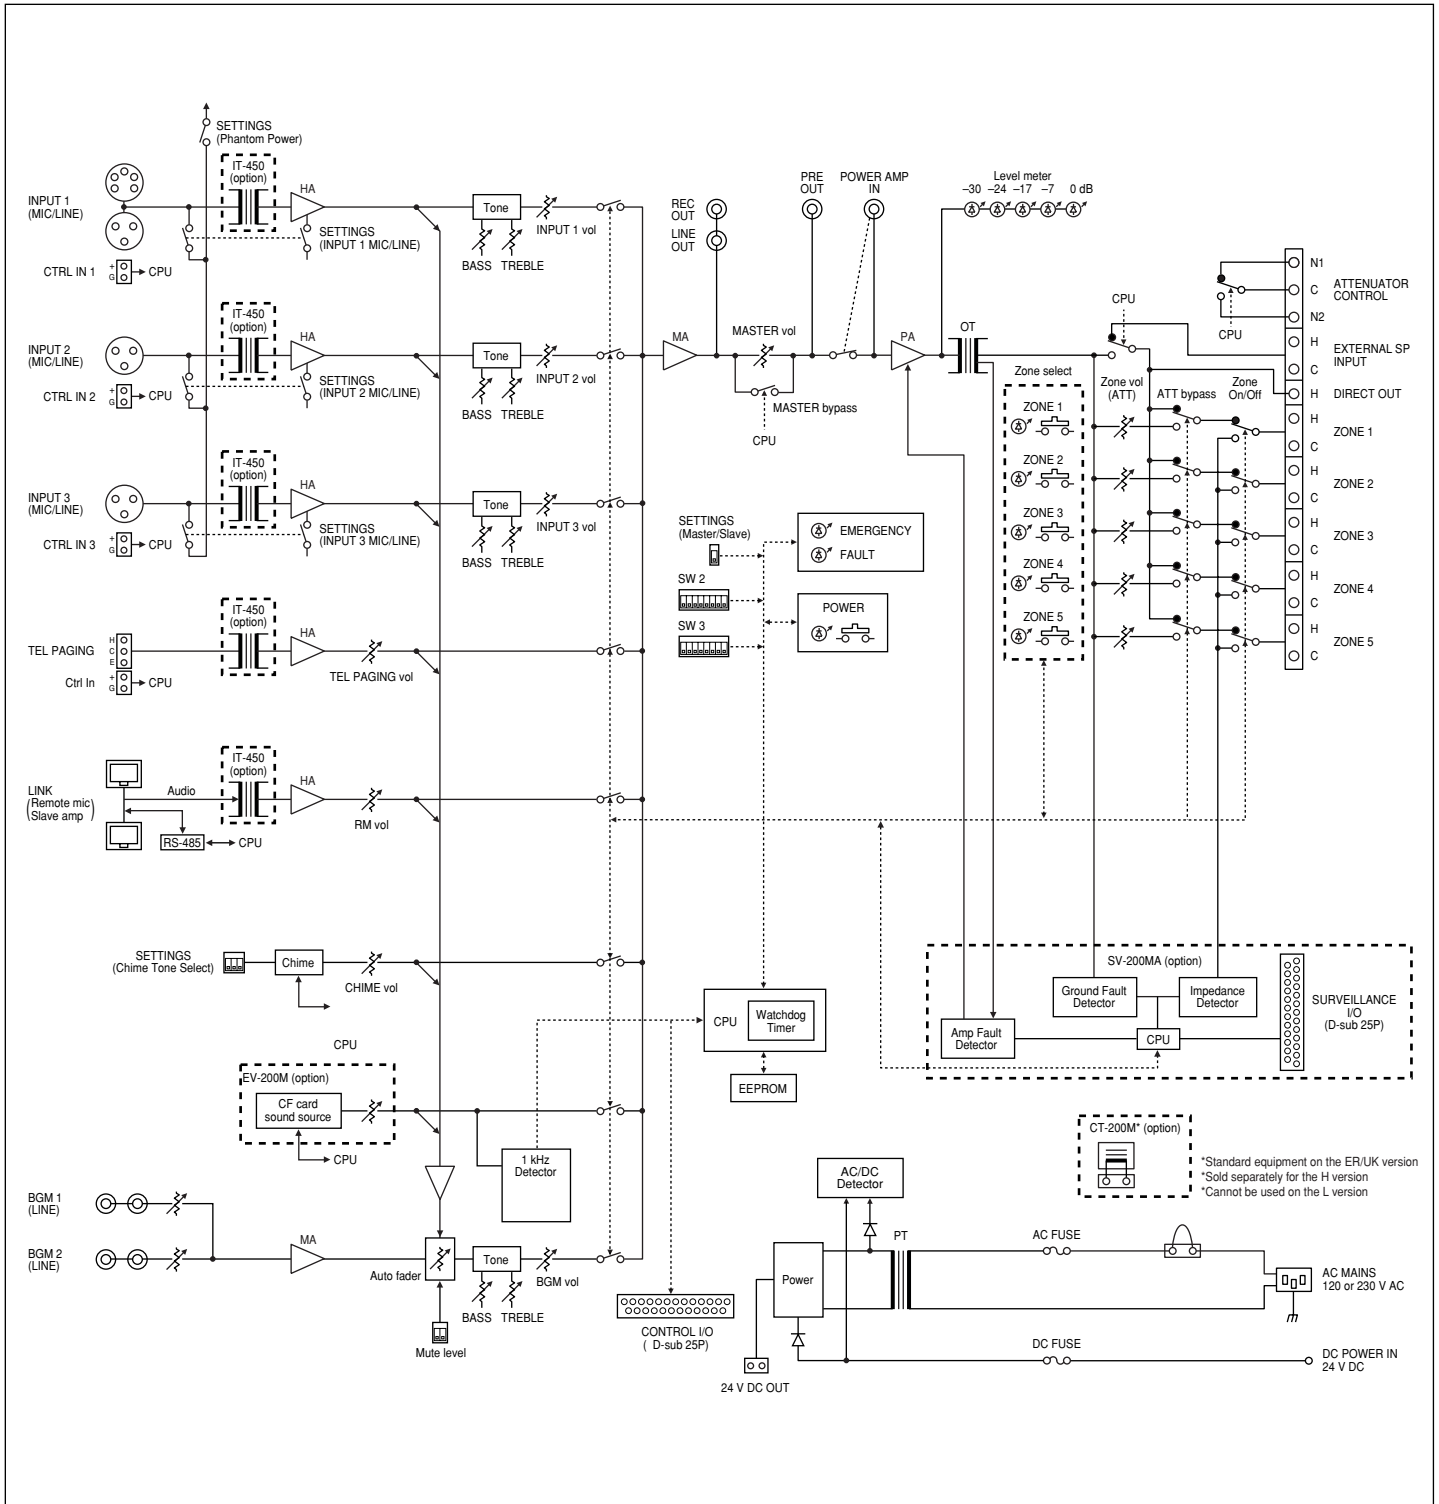 SETTINGS
(Phantom Power)
IT-450
(option)
HA
INPUT 1
(MIC/LINE)
SETTINGS
(INPUT 1 MIC/LINE)
CTRL IN 1
+
G
CPU
Tone
INPUT 1 vol
BASS TREBLE
REC
OUT
LINE
OUT
PRE
OUT
POWER AMP
IN
Level meter
–30 –24 –17 –7 0 dB
N1
C
N2
ATTENUATOR
CONTROL
CPU
CPU
IT-450
(option)
HA
INPUT 2
(MIC/LINE)
SETTINGS
(INPUT 2 MIC/LINE)
CTRL IN 2
+
G
CPU
Tone
INPUT 2 vol
BASS TREBLE
MA
MASTER vol
MASTER bypass
CPU
PA
OT
H
C
EXTERNAL SP
INPUT
H
DIRECT OUT
Zone select
Zone vol
(ATT)
ATT bypass
Zone
On/Off
ZONE 1
H
C
ZONE 1
ZONE 2
H
C
ZONE 2
ZONE 3
H
C
ZONE 3
ZONE 4
H
C
ZONE 4
ZONE 5
H
C
ZONE 5
IT-450
(option)
HA
INPUT 3
(MIC/LINE)
SETTINGS
(INPUT 3 MIC/LINE)
CTRL IN 3
+
G
CPU
Tone
INPUT 3 vol
BASS TREBLE
SETTINGS
(Master/Slave)
SW 2
SW 3
EMERGENCY
FAULT
POWER
IT-450
(option)
HA
TEL PAGING
H
C
E
TEL PAGING vol
Ctrl In
+
G
CPU
IT-450
(option)
HA
LINK
(Remote mic
Slave amp)
Audio
RM vol
RS-485
CPU
SETTINGS
(Chime Tone Select)
Chime
CHIME vol
CPU
CPU
Watchdog
Timer
EEPROM
SV-200MA (option)
Ground Fault
Detector
Impedance
Detector
Amp Fault
Detector
CPU
SURVEILLANCE
I/O
(D-sub 25P)
EV-200M (option)
CF card
sound source
CPU
1 kHz
Detector
CT-200M* (option)
*Standard equipment on the ER/UK version
*Sold separately for the H version
*Cannot be used on the L version
BGM 1
(LINE)
BGM 2
(LINE)
MA
Auto fader
Mute level
Tone
BGM vol
BASS TREBLE
CONTROL I/O
( D-sub 25P)
AC/DC
Detector
Power
PT
AC FUSE
AC MAINS
120 or 230 V AC
DC FUSE
DC POWER IN
24 V DC
24 V DC OUT